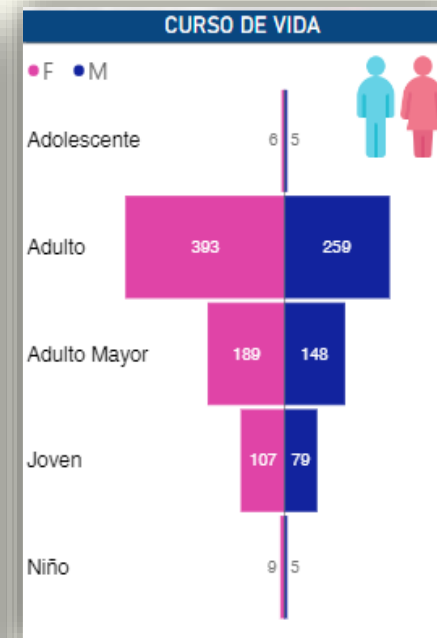 CURSO DE VIDA
F M
Adolescente 6 5
Adulto 393 259
Adulto Mayor 189 148
Joven 107 79
Niño 9 5